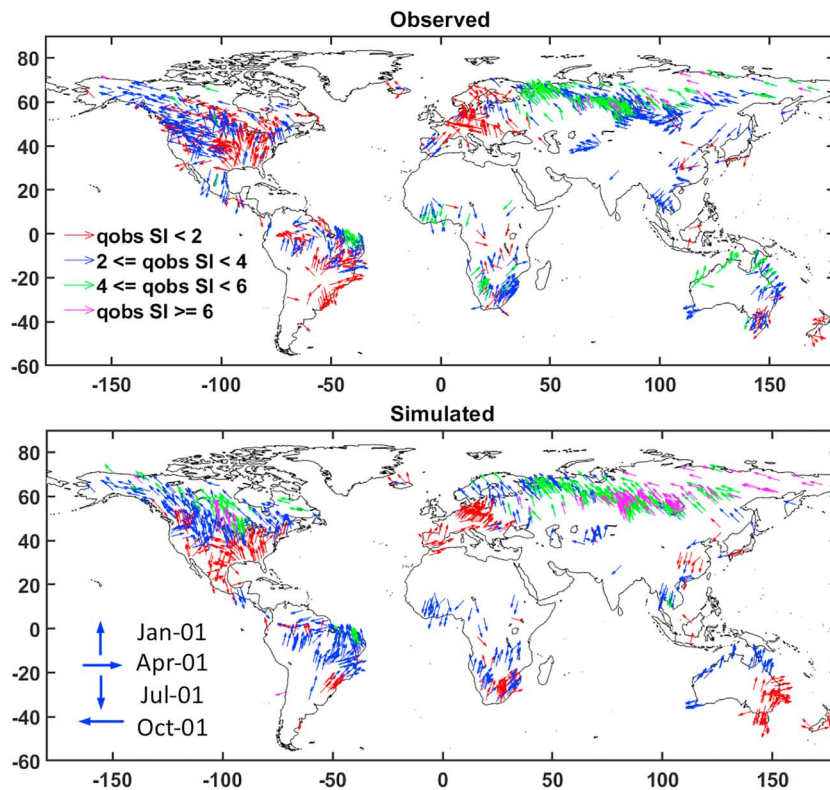 Observed
80
60
40
20
0
-20
-40
-60
qobs SI < 2
2 <= qobs SI < 4
4 <= qobs SI < 6
qobs SI >= 6
-150 -100 -50 0 50 100 150
Simulated
80
60
40
20
0
-20
-40
-60
Jan-01
Apr-01
Jul-01
Oct-01
-150 -100 -50 0 50 100 150